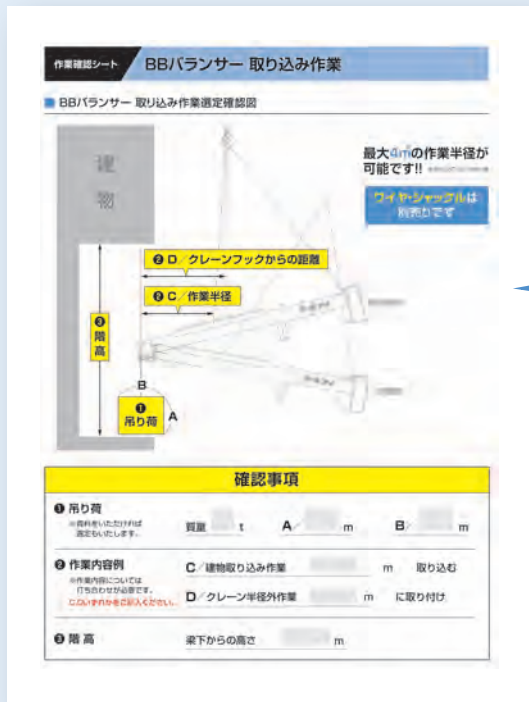 作業確認シート
BBバランサー 取り込み作業
■ BBバランサー 取り込み作業選定確認図
建
物
最大4㎡の作業半径が
可能です!!
ワイヤ・シャックルは
別売りです
❷ D/クレーンフックからの距離
❷ C/作業半径
❸
階
高
B
A
❶
吊り荷
確認事項
❶ 吊り荷
※資料をいただければ
選定もいたします。
質量 t A/ m B/ m
❷ 作業内容例
※作業内容については
打ち合わせが必要です。
C.Dいずれかをご記入ください。
C/建物取り込み作業 m 取り込む
D/クレーン半径外作業 m に取り付け
❸ 階 高
梁下からの高さ m